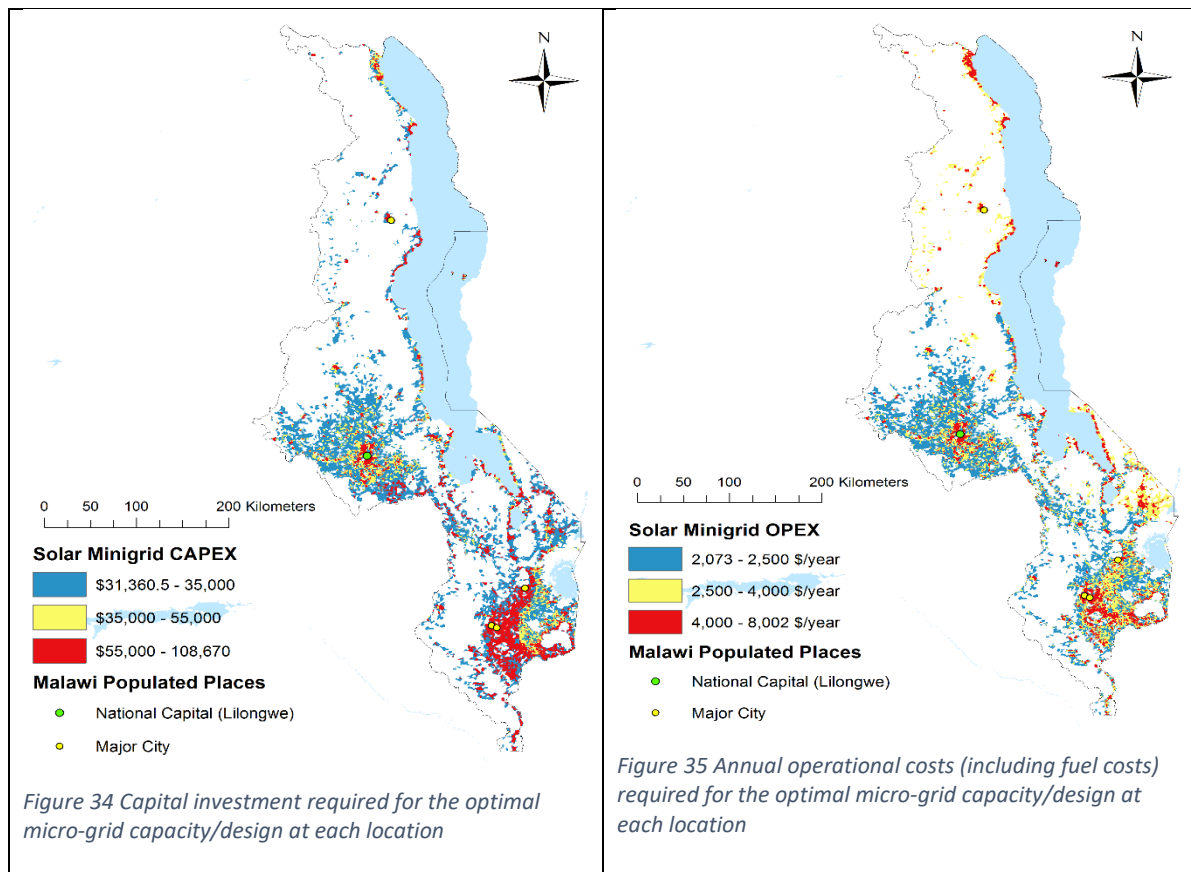 N
0 50 100 200 Kilometers
Solar Minigrid CAPEX
$31,360.5 - 35,000
$35,000 - 55,000
$55,000 - 108,670
Malawi Populated Places
National Capital (Lilongwe)
Major City
Figure 34 Capital investment required for the optimal
micro-grid capacity/design at each location
N
0 50 100 200 Kilometers
Solar Minigrid OPEX
2,073 - 2,500 $/year
2,500 - 4,000 $/year
4,000 - 8,002 $/year
Malawi Populated Places
National Capital (Lilongwe)
Major City
Figure 35 Annual operational costs (including fuel costs)
required for the optimal micro-grid capacity/design at
each location